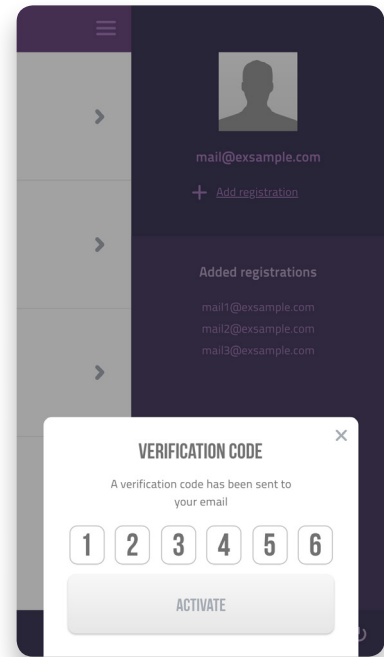 mail@exsample.com
Add registration
Added registrations
mail1@exsample.com
mail2@exsample.com
mail3@exsample.com
VERIFICATION CODE
A verification code has been sent to
your email
1 2 3 4 5 6
ACTIVATE